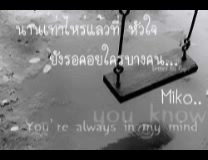 นานเท่าไหร่แล้วที่ หัวใจ
ยังรอคอยใครบางคน...
Miko..
you know
You're always in my mind